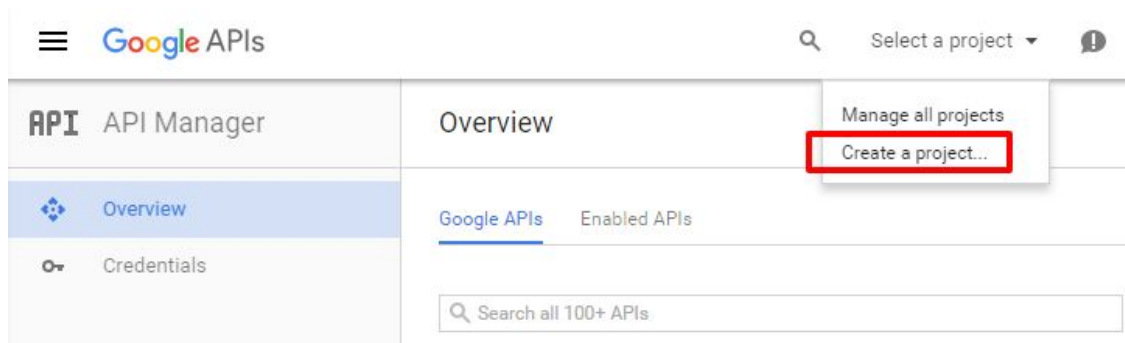 Google APIs
Select a project
API API Manager
Overview
Manage all projects
Create a project...
Overview
Credentials
Google APIs
Enabled APIs
Search all 100+ APIs